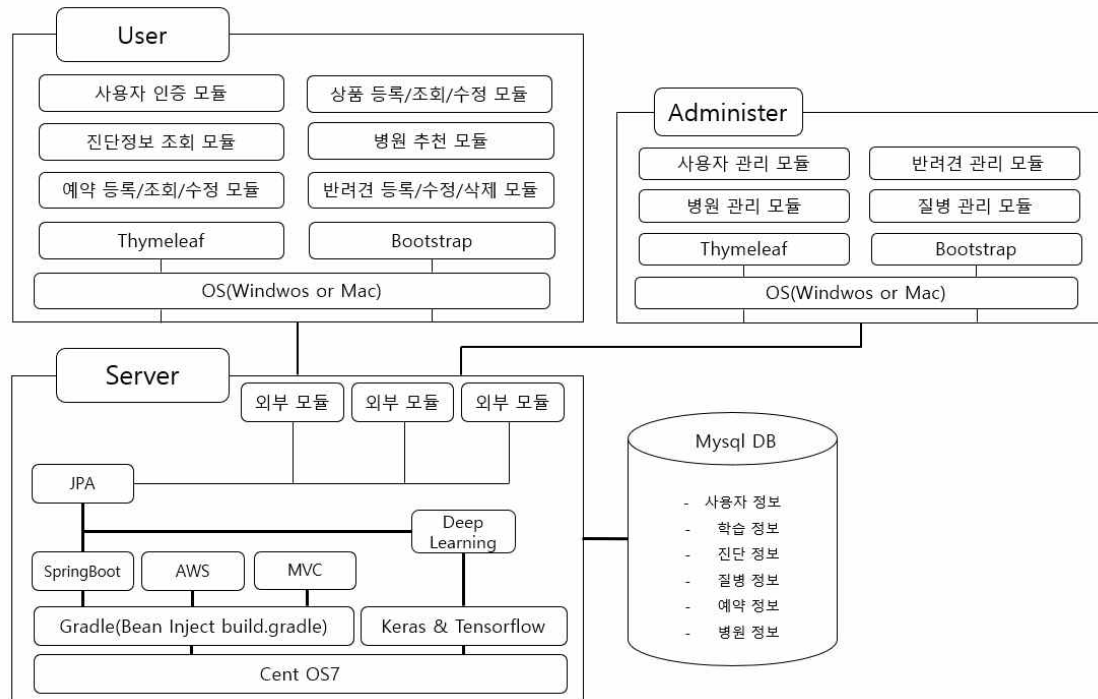 User
사용자 인증 모듈
상품 등록/조회/수정 모듈
진단정보 조회 모듈
병원 추천 모듈
예약 등록/조회/수정 모듈
반려견 등록/수정/삭제 모듈
Thymeleaf
Bootstrap
OS(Windwos or Mac)
Administer
사용자 관리 모듈
반려견 관리 모듈
병원 관리 모듈
질병 관리 모듈
Thymeleaf
Bootstrap
OS(Windwos or Mac)
Server
외부 모듈
외부 모듈
외부 모듈
JPA
Deep
Learning
SpringBoot
AWS
MVC
Gradle(Bean Inject build.gradle)
Keras & Tensorflow
Cent OS7
Mysql DB
- 사용자 정보
- 학습 정보
- 진단 정보
- 질병 정보
- 예약 정보
- 병원 정보